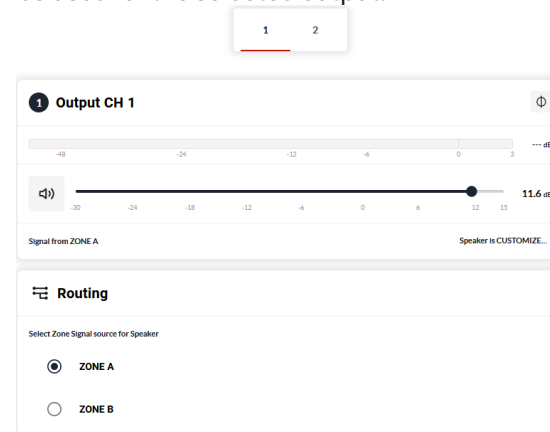 1 2
1 Output CH 1
--- dB
-48 -24 -12 -6 0 3
11.6 dB
-30 -24 -18 -12 -6 0 6 12 15
Signal from ZONE A Speaker is CUSTOMIZE...
Routing
Select Zone Signal source for Speaker
ZONE A
ZONE B